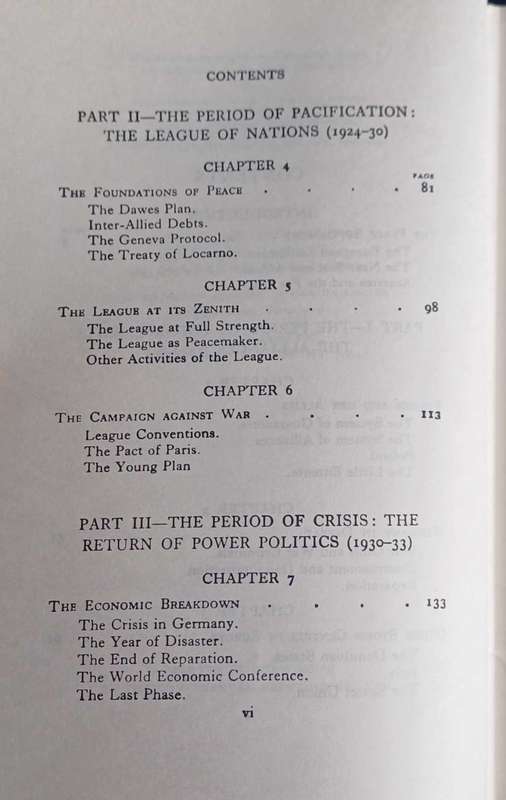 CONTENTS
PART II—THE PERIOD OF PACIFICATION:
THE LEAGUE OF NATIONS (1924–30)
CHAPTER 4
PAGE
THE FOUNDATIONS OF PEACE . . . . 81
The Dawes Plan.
Inter-Allied Debts.
The Geneva Protocol.
The Treaty of Locarno.
CHAPTER 5
THE LEAGUE AT ITS ZENITH . . . . 98
The League at Full Strength.
The League as Peacemaker.
Other Activities of the League.
CHAPTER 6
THE CAMPAIGN AGAINST WAR . . . . 113
League Conventions.
The Pact of Paris.
The Young Plan
PART III—THE PERIOD OF CRISIS: THE
RETURN OF POWER POLITICS (1930–33)
CHAPTER 7
THE ECONOMIC BREAKDOWN . . . . 133
The Crisis in Germany.
The Year of Disaster.
The End of Reparation.
The World Economic Conference.
The Last Phase.
vi